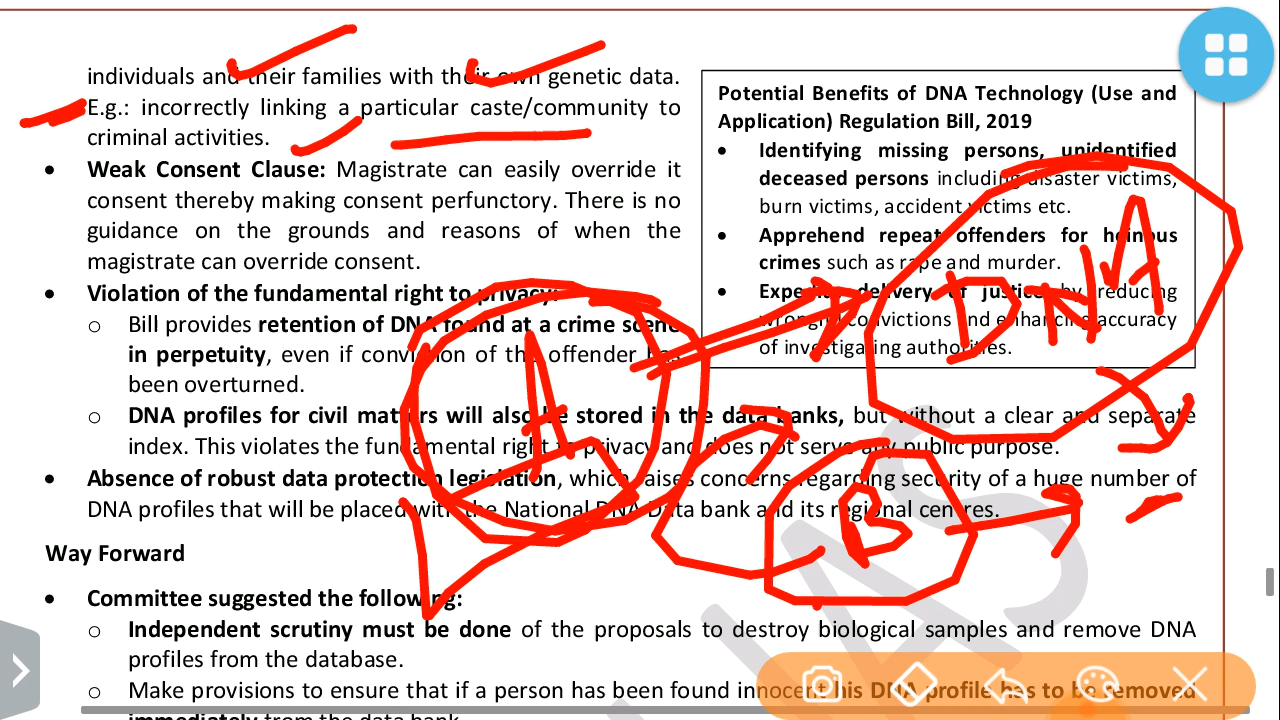 individuals and their families with their own genetic data.
E.g.: incorrectly linking a particular caste/community to
criminal activities.
• Weak Consent Clause: Magistrate can easily override it
consent thereby making consent perfunctory. There is no
guidance on the grounds and reasons of when the
magistrate can override consent.
• Violation of the fundamental right to privacy:
o Bill provides retention of DNA found at a crime scene
in perpetuity, even if conviction of the offender has
been overturned.
Potential Benefits of DNA Technology (Use and
Application) Regulation Bill, 2019
• Identifying missing persons, unidentified
deceased persons including disaster victims,
burn victims, accident victims etc.
• Apprehend repeat offenders for heinous
crimes such as rape and murder.
• Expedite delivery of justice by reducing
wrongful convictions and enhancing accuracy
of investigating authorities.
DNA
A
B
o DNA profiles for civil matters will also be stored in the data banks, but without a clear and separate
index. This violates the fundamental right to privacy and does not serve any public purpose.
• Absence of robust data protection legislation, which raises concerns regarding security of a huge number of
DNA profiles that will be placed with the National DNA Data bank and its regional centres.
Way Forward
• Committee suggested the following:
o Independent scrutiny must be done of the proposals to destroy biological samples and remove DNA
profiles from the database.
o Make provisions to ensure that if a person has been found innocent his DNA profile has to be removed
immediately from the data bank.
IAS